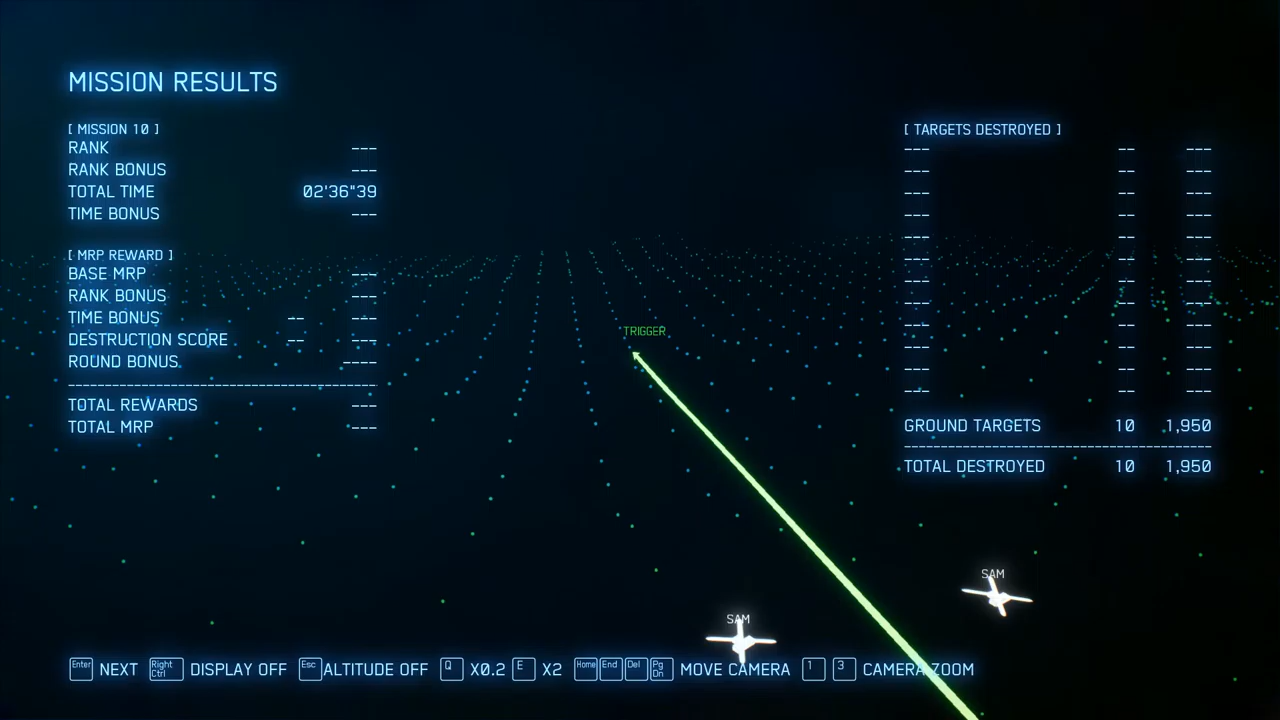 MISSION RESULTS
[ MISSION 10 ]
RANK ---
RANK BONUS ---
TOTAL TIME 02'36"39
TIME BONUS ---
[ MRP REWARD ]
BASE MRP ---
RANK BONUS ---
TIME BONUS -- ---
DESTRUCTION SCORE -- ---
ROUND BONUS ----
TOTAL REWARDS ---
TOTAL MRP ---
[ TARGETS DESTROYED ]
--- -- ---
--- -- ---
--- -- ---
--- -- ---
--- -- ---
--- -- ---
--- -- ---
--- -- ---
--- -- ---
--- -- ---
--- -- ---
--- -- ---
GROUND TARGETS 10 1,950
TOTAL DESTROYED 10 1,950
TRIGGER
SAM
SAM
Enter NEXT Right Ctrl DISPLAY OFF Esc ALTITUDE OFF Q X0.2 E X2 Home End Del Pg Dn MOVE CAMERA 1 3 CAMERA ZOOM